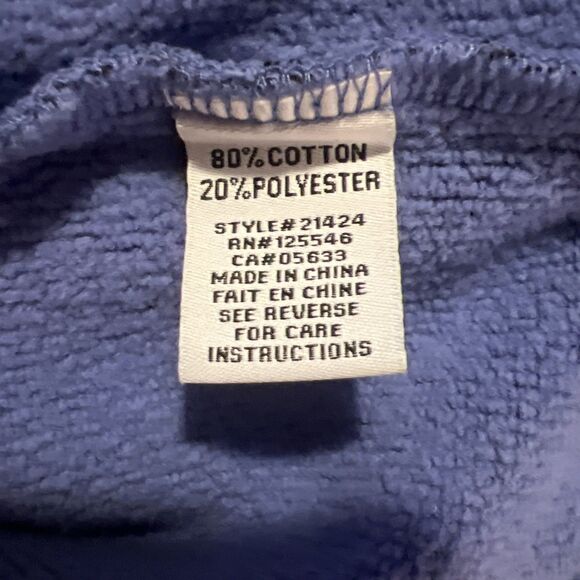 80% COTTON
20% POLYESTER
STYLE# 21424
RN#125546
CA#05633
MADE IN CHINA
FAIT EN CHINE
SEE REVERSE
FOR CARE
INSTRUCTIONS